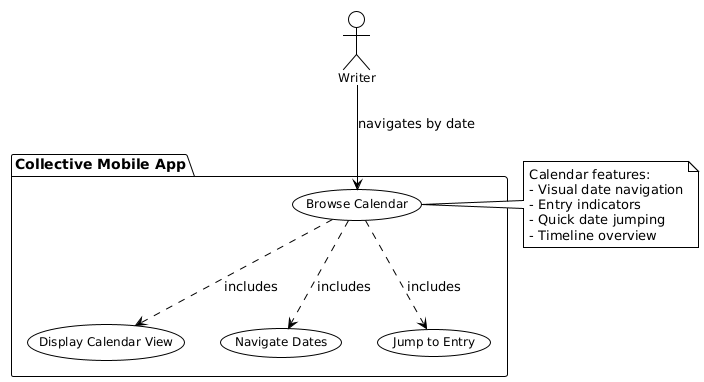 Writer
navigates by date
Collective Mobile App
Calendar features:
- Visual date navigation
- Entry indicators
- Quick date jumping
- Timeline overview
Browse Calendar
includes
includes
includes
Display Calendar View
Navigate Dates
Jump to Entry